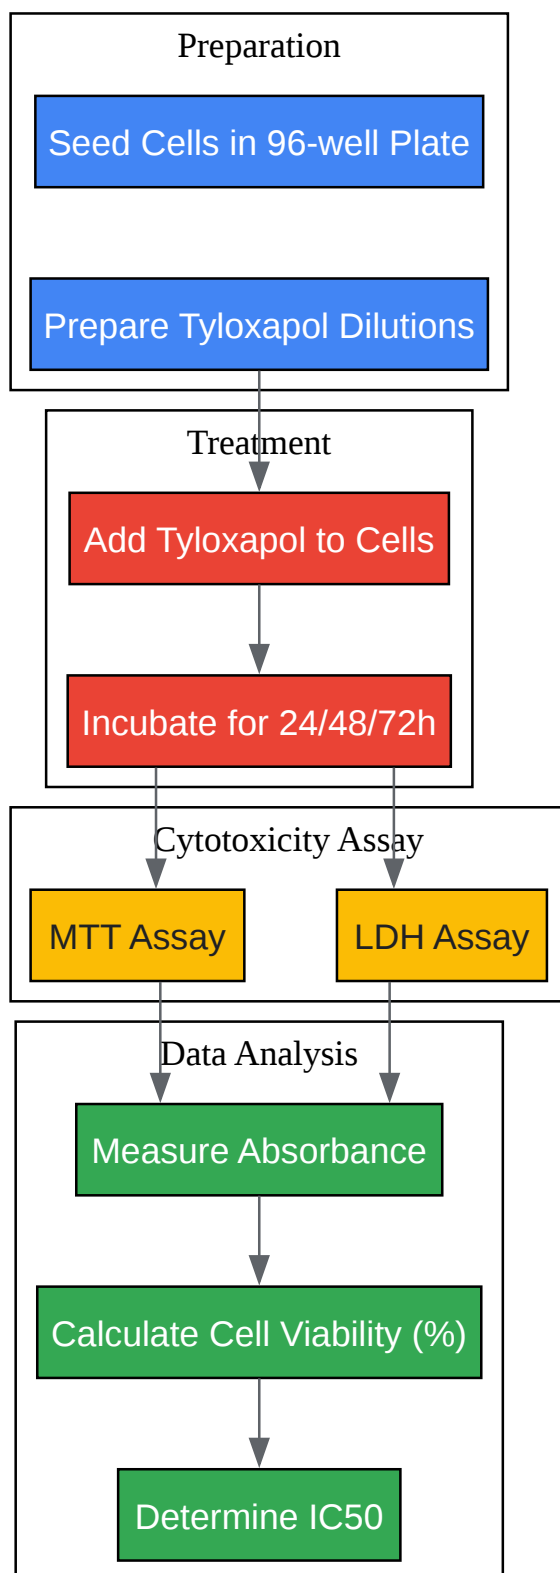 Preparation
Seed Cells in 96-well Plate
Prepare Tyloxapol Dilutions
Treatment
Add Tyloxapol to Cells
Incubate for 24/48/72h
Cytotoxicity Assay
MTT Assay
LDH Assay
Data Analysis
Measure Absorbance
Calculate Cell Viability (%)
Determine IC50